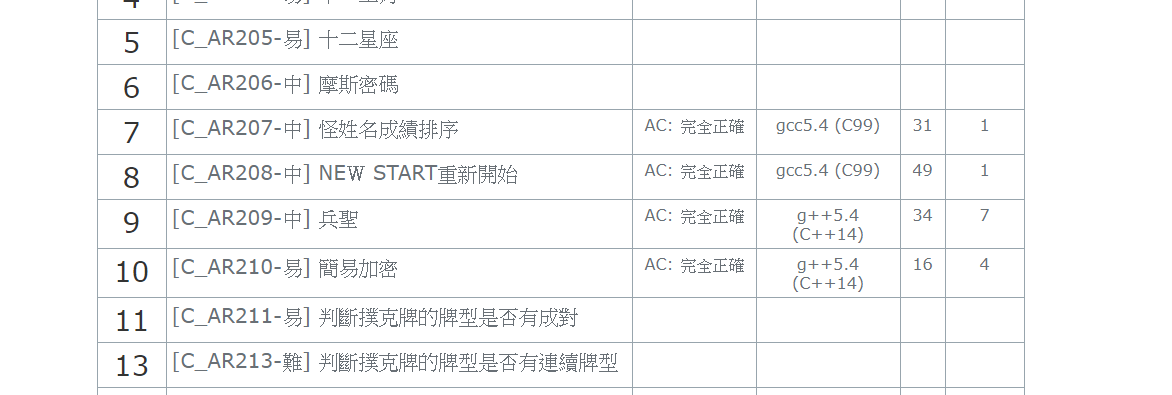 5 [C_AR205-易] 十二星座
6 [C_AR206-中] 摩斯密碼
7 [C_AR207-中] 怪姓名成績排序 AC: 完全正確 gcc5.4 (C99) 31 1
8 [C_AR208-中] NEW START重新開始 AC: 完全正確 gcc5.4 (C99) 49 1
9 [C_AR209-中] 兵聖 AC: 完全正確 g++5.4 34 7
(C++14)
10 [C_AR210-易] 簡易加密 AC: 完全正確 g++5.4 16 4
(C++14)
11 [C_AR211-易] 判斷撲克牌的牌型是否有成對
13 [C_AR213-難] 判斷撲克牌的牌型是否有連續牌型